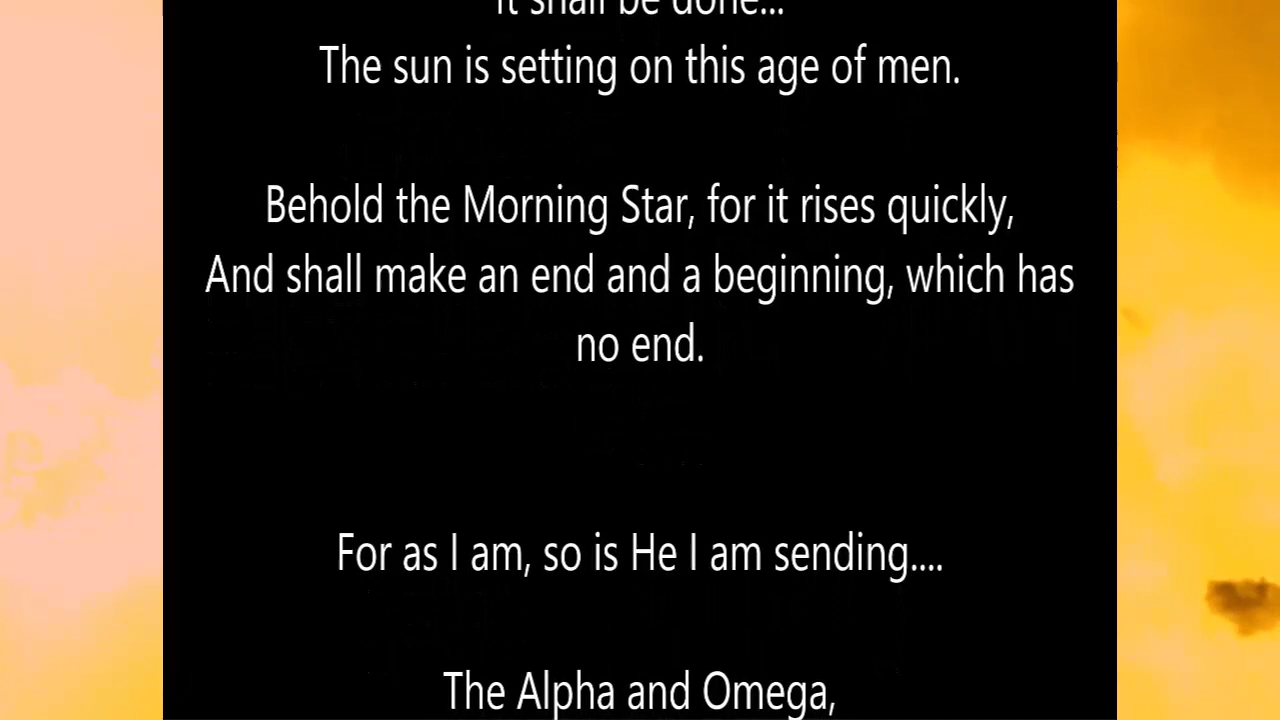 It shall be done...
The sun is setting on this age of men.
Behold the Morning Star, for it rises quickly,
And shall make an end and a beginning, which has
no end.
For as I am, so is He I am sending....
The Alpha and Omega,